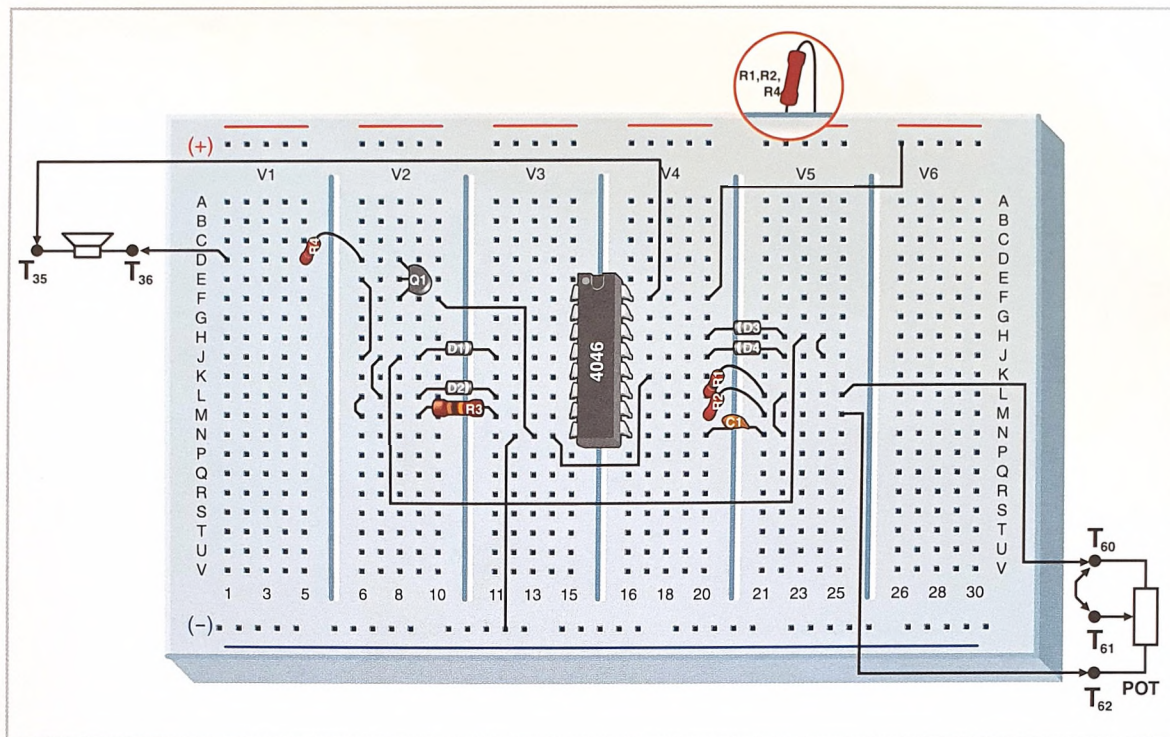 R1,R2,
R4
(+)
V1 V2 V3 V4 V5 V6
A A
B B
C C
D D
E E
F F
G G
H H
J J
K K
L L
M M
N N
P P
Q Q
R R
S S
T T
U U
V V
R4
Q1
D1
D2
R3
4046
D3
D4
R1
R2
C1
T35
T36
1 3 5 6 8 10 11 13 15 16 18 20 21 23 25 26 28 30
(−)
T60
T61
T62
POT